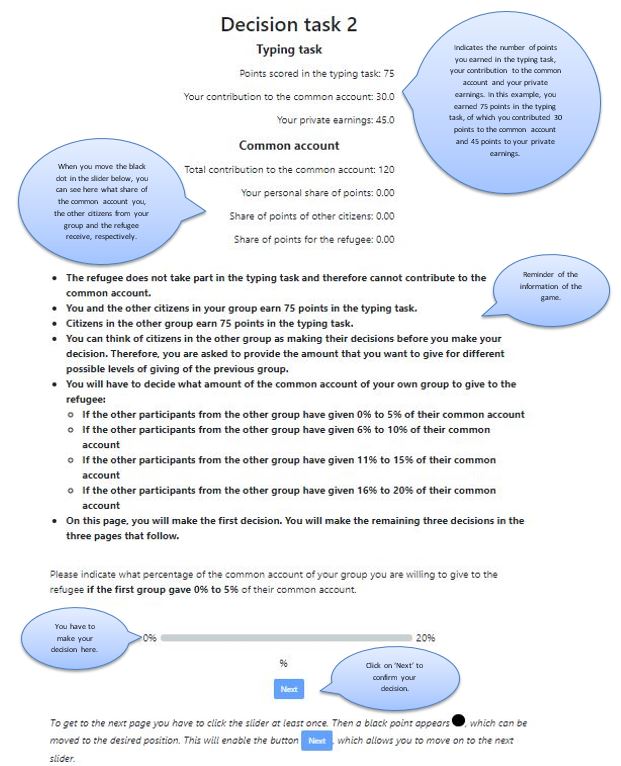 Decision task 2
Typing task
Points scored in the typing task: 75
Your contribution to the common account: 30.0
Your private earnings: 45.0
Indicates the number of points
you earned in the typing task,
your contribution to the common
account and your private
earnings. In this example, you
earned 75 points in the typing
task, of which you contributed 30
points to the common account
and 45 points to your private
earnings.
Common account
Total contribution to the common account: 120
Your personal share of points: 0.00
Share of points of other citizens: 0.00
Share of points for the refugee: 0.00
When you move the black
dot in the slider below, you
can see here what share of
the common account you,
the other citizens from your
group and the refugee
receive, respectively.
Reminder of the
information of the
game.
• The refugee does not take part in the typing task and therefore cannot contribute to the
common account.
• You and the other citizens in your group earn 75 points in the typing task.
• Citizens in the other group earn 75 points in the typing task.
• You can think of citizens in the other group as making their decisions before you make your
decision. Therefore, you are asked to provide the amount that you want to give for different
possible levels of giving of the previous group.
• You will have to decide what amount of the common account of your own group to give to the
refugee:
○ If the other participants from the other group have given 0% to 5% of their common account
○ If the other participants from the other group have given 6% to 10% of their common
account
○ If the other participants from the other group have given 11% to 15% of their common
account
○ If the other participants from the other group have given 16% to 20% of their common
account
• On this page, you will make the first decision. You will make the remaining three decisions in the
three pages that follow.
Please indicate what percentage of the common account of your group you are willing to give to the
refugee if the first group gave 0% to 5% of their common account.
You have to
make your
decision here.
0% 20%
%
Next
Click on 'Next' to
confirm your
decision.
To get to the next page you have to click the slider at least once. Then a black point appears , which can be
moved to the desired position. This will enable the button Next , which allows you to move on to the next
slider.